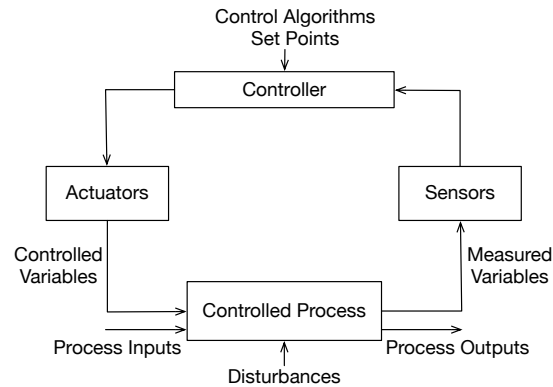 Control Algorithms
Set Points
Controller
Actuators
Sensors
Controlled
Variables
Measured
Variables
Controlled Process
Process Inputs
Process Outputs
Disturbances